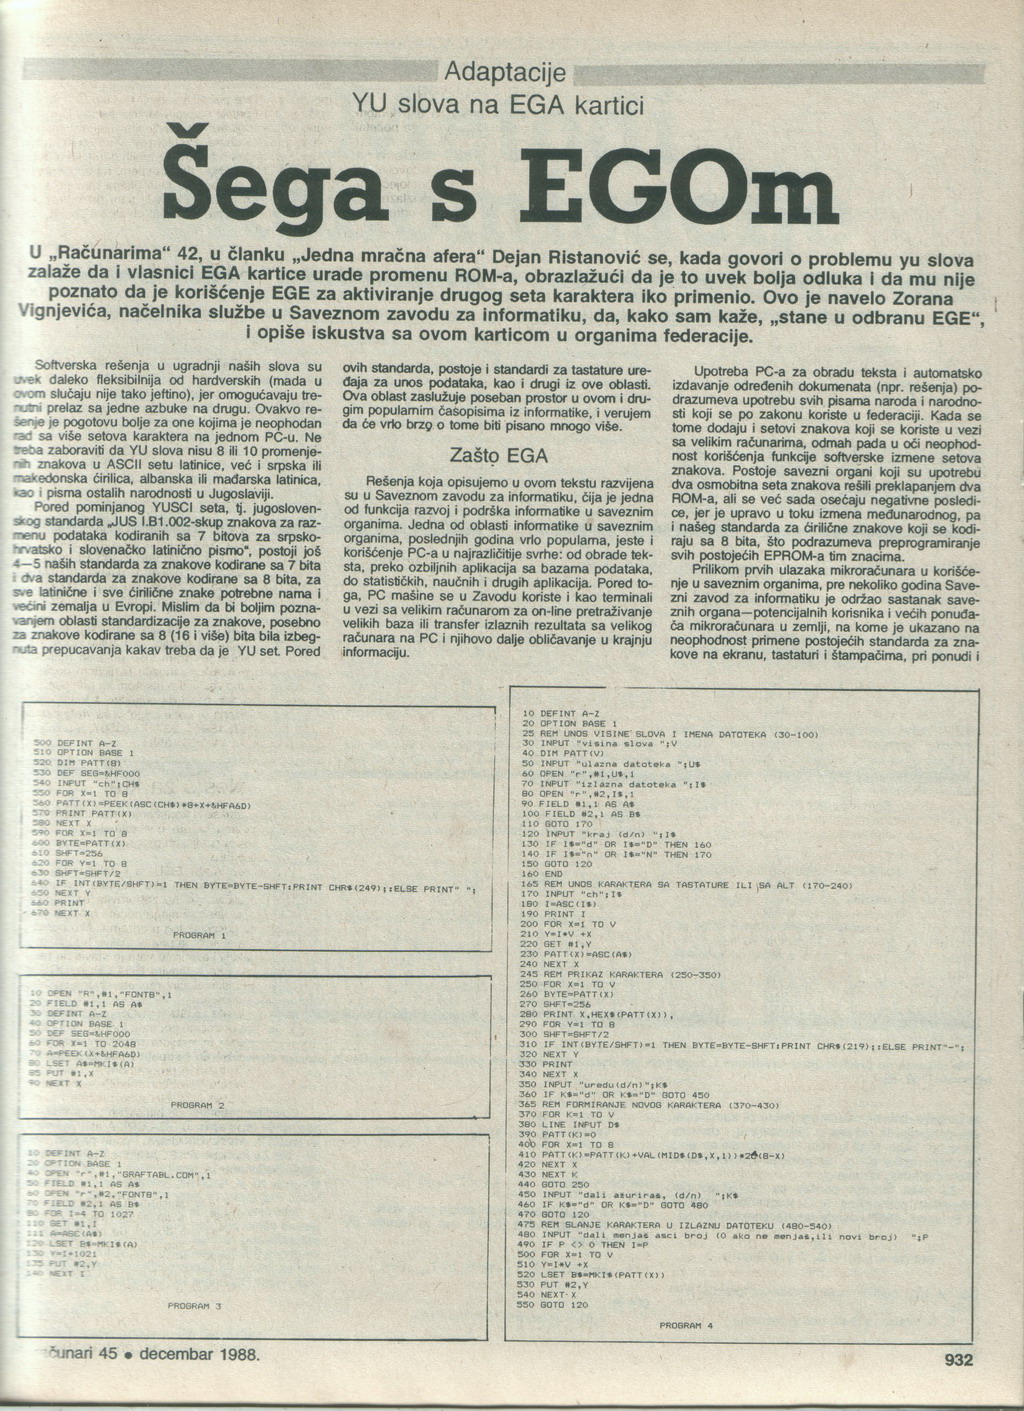 Adaptacije
YU slova na EGA kartici
Šega s EGOm
U „Računarima“ 42, u članku „Jedna mračna afera“ Dejan Ristanović se, kada govori o problemu yu slova
zalaže da i vlasnici EGA kartice urade promenu ROM-a, obrazlažući da je to uvek bolja odluka i da mu nije
poznato da je korišćenje EGE za aktiviranje drugog seta karaktera iko primenio. Ovo je navelo Zorana
Vignjevića, načelnika službe u Saveznom zavodu za informatiku, da, kako sam kaže, „stane u odbranu EGE“,
i opiše iskustva sa ovom karticom u organima federacije.
Softverska rešenja u ugradnji naših slova su
uvek daleko fleksibilnija od hardverskih (mada u
ovom slučaju nije tako jeftino), jer omogućavaju tre-
nutni prelaz sa jedne azbuke na drugu. Ovakvo re-
šenje je pogotovu bolje za one kojima je neophodan
rad sa više setova karaktera na jednom PC-u. Ne
treba zaboraviti da YU slova nisu 8 ili 10 promenje-
nih znakova u ASCII setu latinice, već i srpska ili
makedonska ćirilica, albanska ili mađarska latinica,
kao i pisma ostalih narodnosti u Jugoslaviji.
Pored pominjanog YUSCI seta, tj. jugosloven-
skog standarda „JUS I.B1.002-skup znakova za raz-
menu podataka kodiranih sa 7 bitova za srpsko-
hrvatsko i slovenačko latinično pismo“, postoji još
4—5 naših standarda za znakove kodirane sa 7 bita
i dva standarda za znakove kodirane sa 8 bita, za
sve latinične i sve ćirilične znake potrebne nama i
većini zemalja u Evropi. Mislim da bi boljim pozna-
vanjem oblasti standardizacije za znakove, posebno
za znakove kodirane sa 8 (16 i više) bita bila izbeg-
nuta prepucavanja kakav treba da je YU set. Pored
ovih standarda, postoje i standardi za tastature ure-
đaja za unos podataka, kao i drugi iz ove oblasti.
Ova oblast zaslužuje poseban prostor u ovom i dru-
gim popularnim časopisima iz informatike, i verujem
da će vrlo brzo o tome biti pisano mnogo više.
Zašto EGA
Rešenja koja opisujemo u ovom tekstu razvijena
su u Saveznom zavodu za informatiku, čija je jedna
od funkcija razvoj i podrška informatike u saveznim
organima. Jedna od oblasti informatike u saveznim
organima, poslednjih godina vrlo popularna, jeste i
korišćenje PC-a u najrazličitije svrhe: od obrade tek-
sta, preko ozbiljnih aplikacija sa bazama podataka,
do statističkih, naučnih i drugih aplikacija. Pored to-
ga, PC mašine se u Zavodu koriste i kao terminali
u vezi sa velikim računarom za on-line pretraživanje
velikih baza ili transfer izlaznih rezultata sa velikog
računara na PC i njihovo dalje obličavanje u krajnju
informaciju.
Upotreba PC-a za obradu teksta i automatsko
izdavanje određenih dokumenata (npr. rešenja) po-
drazumeva upotrebu svih pisama naroda i narodno-
sti koji se po zakonu koriste u federaciji. Kada se
tome dodaju i setovi znakova koji se koriste u vezi
sa velikim računarima, odmah pada u oči neophod-
nost korišćenja funkcije softverske izmene setova
znakova. Postoje savezni organi koji su upotrebu
dva osmobitna seta znakova rešili preklapanjem dva
ROM-a, ali se već sada osećaju negativne posledi-
ce, jer je upravo u toku izmena međunarodnog, pa
i našeg standarda za ćirilične znakove koji se kodi-
raju sa 8 bita, što podrazumeva preprogramiranje
svih postojećih EPROM-a tim znacima.
Prilikom prvih ulazaka mikroračunara u korišće-
nje u saveznim organima, pre nekoliko godina Save-
zni zavod za informatiku je održao sastanak save-
znih organa—potencijalnih korisnika i većih ponuđa-
ča mikroračunara u zemlji, na kome je ukazano na
neophodnost primene postojećih standarda za zna-
kove na ekranu, tastaturi i štampačima, pri ponudi i
500 DEFINT A-Z
510 OPTION BASE 1
520 DIM PATT(8)
530 DEF SEG=&HF000
540 INPUT "ch";CH$
550 FOR X=1 TO 8
560 PATT(X)=PEEK(ASC(CH$)*8+X+&HFA6D)
570 PRINT PATT(X)
580 NEXT X
590 FOR X=1 TO 8
600 BYTE=PATT(X)
610 SHFT=256
620 FOR Y=1 TO 8
630 SHFT=SHFT/2
640 IF INT(BYTE/SHFT)=1 THEN BYTE=BYTE-SHFT:PRINT CHR$(249);:ELSE PRINT" ";
650 NEXT Y
660 PRINT
670 NEXT X
PROGRAM 1
10 OPEN "R",#1,"FONT8",1
20 FIELD #1,1 AS A$
30 DEFINT A-Z
40 OPTION BASE 1
50 DEF SEG=&HF000
60 FOR X=1 TO 2048
70 A=PEEK(X+&HFA6D)
80 LSET A$=MKI$(A)
85 PUT #1,X
90 NEXT X
PROGRAM 2
10 DEFINT A-Z
20 OPTION BASE 1
40 OPEN "r",#1,"GRAFTABL.COM",1
50 FIELD #1,1 AS A$
60 OPEN "r",#2,"FONT8",1
70 FIELD #2,1 AS B$
80 FOR I=4 TO 1027
110 GET #1,I
111 A=ASC(A$)
120 LSET B$=MKI$(A)
130 Y=I+1021
135 PUT #2,Y
140 NEXT I
PROGRAM 3
10 DEFINT A-Z
20 OPTION BASE 1
25 REM UNOS VISINE SLOVA I IMENA DATOTEKA (30-100)
30 INPUT "visina slova ";V
40 DIM PATT(V)
50 INPUT "ulazna datoteka ";U$
60 OPEN "r",#1,U$,1
70 INPUT "izlazna datoteka ";I$
80 OPEN "r",#2,I$,1
90 FIELD #1,1 AS A$
100 FIELD #2,1 AS B$
110 GOTO 170
120 INPUT "kraj (d/n) ";I$
130 IF I$="d" OR I$="D" THEN 160
140 IF I$="n" OR I$="N" THEN 170
150 GOTO 120
160 END
165 REM UNOS KARAKTERA SA TASTATURE ILI SA ALT (170-240)
170 INPUT "ch";I$
180 I=ASC(I$)
190 PRINT I
200 FOR X=1 TO V
210 Y=I*V +X
220 GET #1,Y
230 PATT(X)=ASC(A$)
240 NEXT X
245 REM PRIKAZ KARAKTERA (250-350)
250 FOR X=1 TO V
260 BYTE=PATT(X)
270 SHFT=256
280 PRINT X,HEX$(PATT(X)),
290 FOR Y=1 TO 8
300 SHFT=SHFT/2
310 IF INT(BYTE/SHFT)=1 THEN BYTE=BYTE-SHFT:PRINT CHR$(219);:ELSE PRINT"-";
320 NEXT Y
330 PRINT
340 NEXT X
350 INPUT "uredu(d/n)";K$
360 IF K$="d" OR K$="D" GOTO 450
365 REM FORMIRANJE NOVOG KARAKTERA (370-430)
370 FOR K=1 TO V
380 LINE INPUT D$
390 PATT(K)=0
400 FOR X=1 TO 8
410 PATT(K)=PATT(K)+VAL(MID$(D$,X,1))*2^(8-X)
420 NEXT X
430 NEXT K
440 GOTO 250
450 INPUT "dali azuriras, (d/n) ";K$
460 IF K$="d" OR K$="D" GOTO 480
470 GOTO 120
475 REM SLANJE KARAKTERA U IZLAZNU DATOTEKU (480-540)
480 INPUT "dali menjas asci broj (0 ako ne menjas,ili novi broj) ";P
490 IF P <> 0 THEN I=P
500 FOR X=1 TO V
510 Y=I*V +X
520 LSET B$=MKI$(PATT(X))
530 PUT #2,Y
540 NEXT X
550 GOTO 120
PROGRAM 4
čunari 45 • decembar 1988.
932